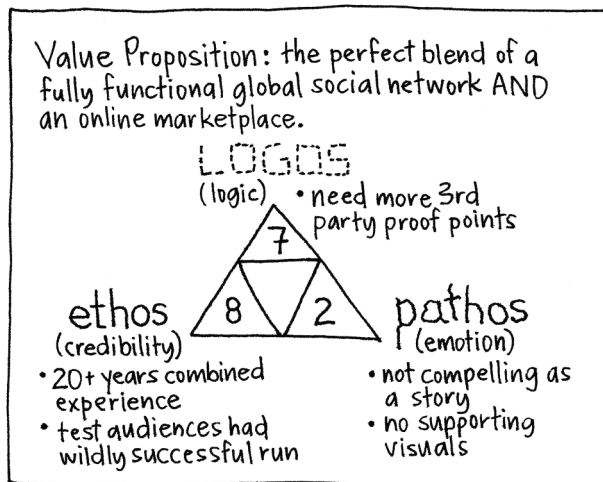 Value Proposition: the perfect blend of a
fully functional global social network AND
an online marketplace.
LOGOS
(logic)
• need more 3rd
party proof points
7
8
2
ethos
(credibility)
• 20+ years combined
experience
• test audiences had
wildly successful run
pathos
(emotion)
• not compelling as
a story
• no supporting
visuals